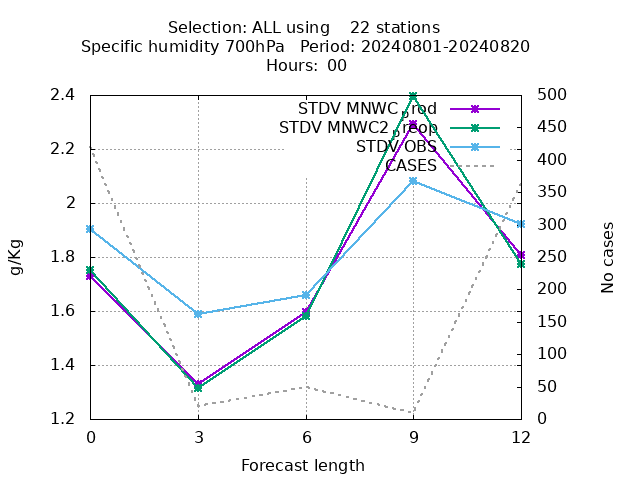 Selection: ALL using    22 stations
Specific humidity 700hPa   Period: 20240801-20240820
Hours:  00
2.4
2.2
2
1.8
1.6
1.4
1.2
g/Kg
STDV MNWC_prod
STDV MNWC2_preop
STDV OBS
CASES
500
450
400
350
300
250
200
150
100
50
0
No cases
0 3 6 9 12
Forecast length